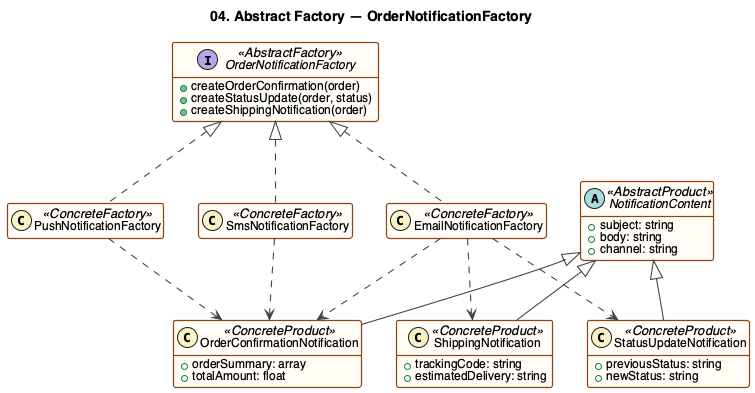 04. Abstract Factory — OrderNotificationFactory
I
«AbstractFactory»
OrderNotificationFactory
createOrderConfirmation(order)
createStatusUpdate(order, status)
createShippingNotification(order)
C
«ConcreteFactory»
PushNotificationFactory
C
«ConcreteFactory»
SmsNotificationFactory
C
«ConcreteFactory»
EmailNotificationFactory
A
«AbstractProduct»
NotificationContent
subject: string
body: string
channel: string
C
«ConcreteProduct»
OrderConfirmationNotification
orderSummary: array
totalAmount: float
C
«ConcreteProduct»
ShippingNotification
trackingCode: string
estimatedDelivery: string
C
«ConcreteProduct»
StatusUpdateNotification
previousStatus: string
newStatus: string